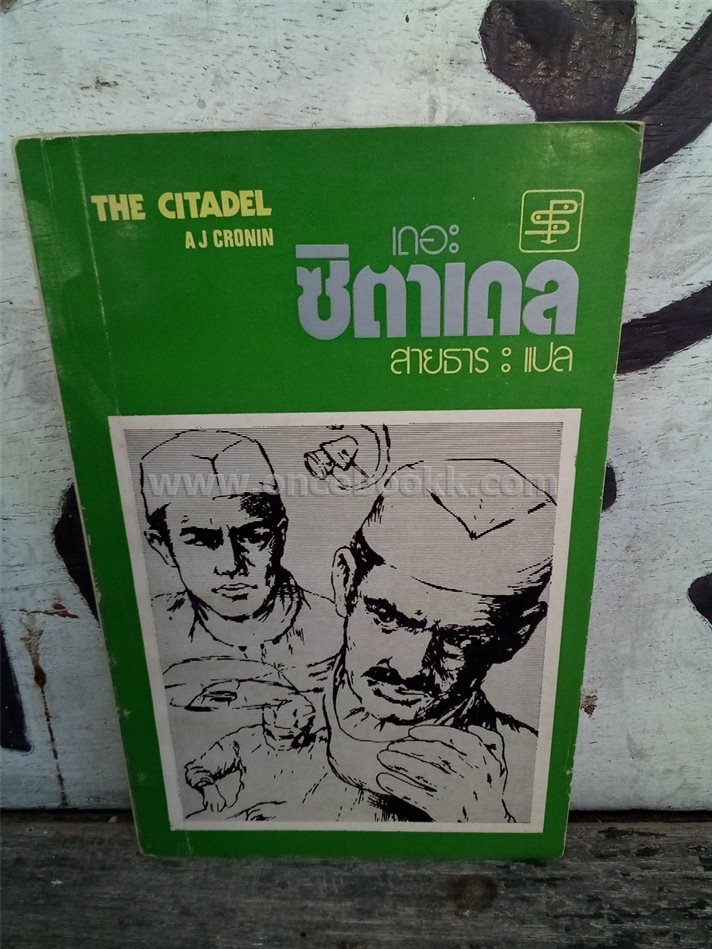 THE CITADEL
A J CRONIN
เดอะ
ซิตาเดล
สายธาร : แปล
www.oncebookk.com